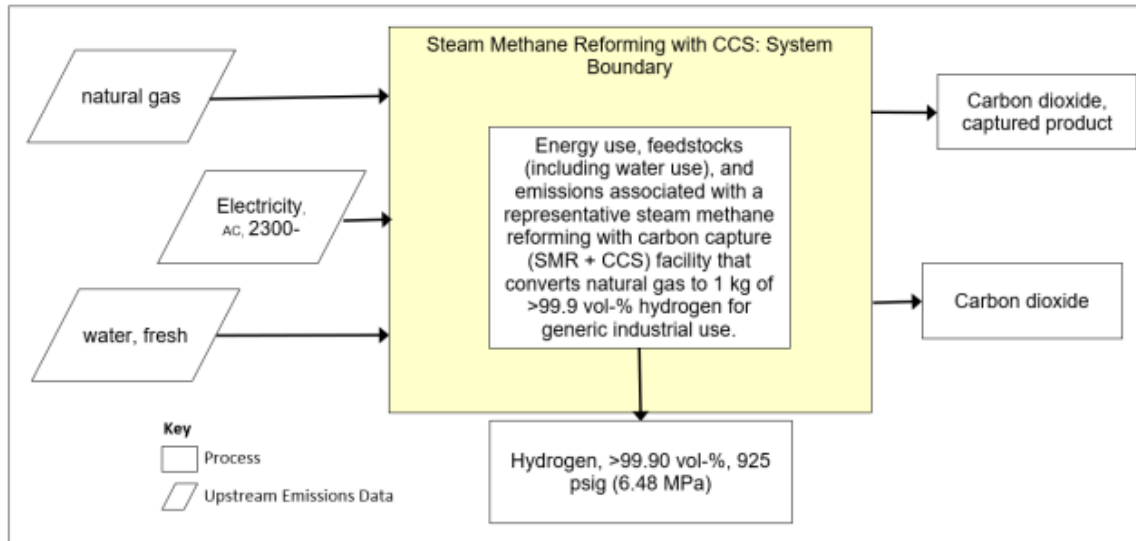 Steam Methane Reforming with CCS: System
Boundary
natural gas
Electricity,
AC, 2300-
water, fresh
Energy use, feedstocks
(including water use), and
emissions associated with a
representative steam methane
reforming with carbon capture
(SMR + CCS) facility that
converts natural gas to 1 kg of
>99.9 vol-% hydrogen for
generic industrial use.
Carbon dioxide,
captured product
Carbon dioxide
Key
Process
Upstream Emissions Data
Hydrogen, >99.90 vol-%, 925
psig (6.48 MPa)